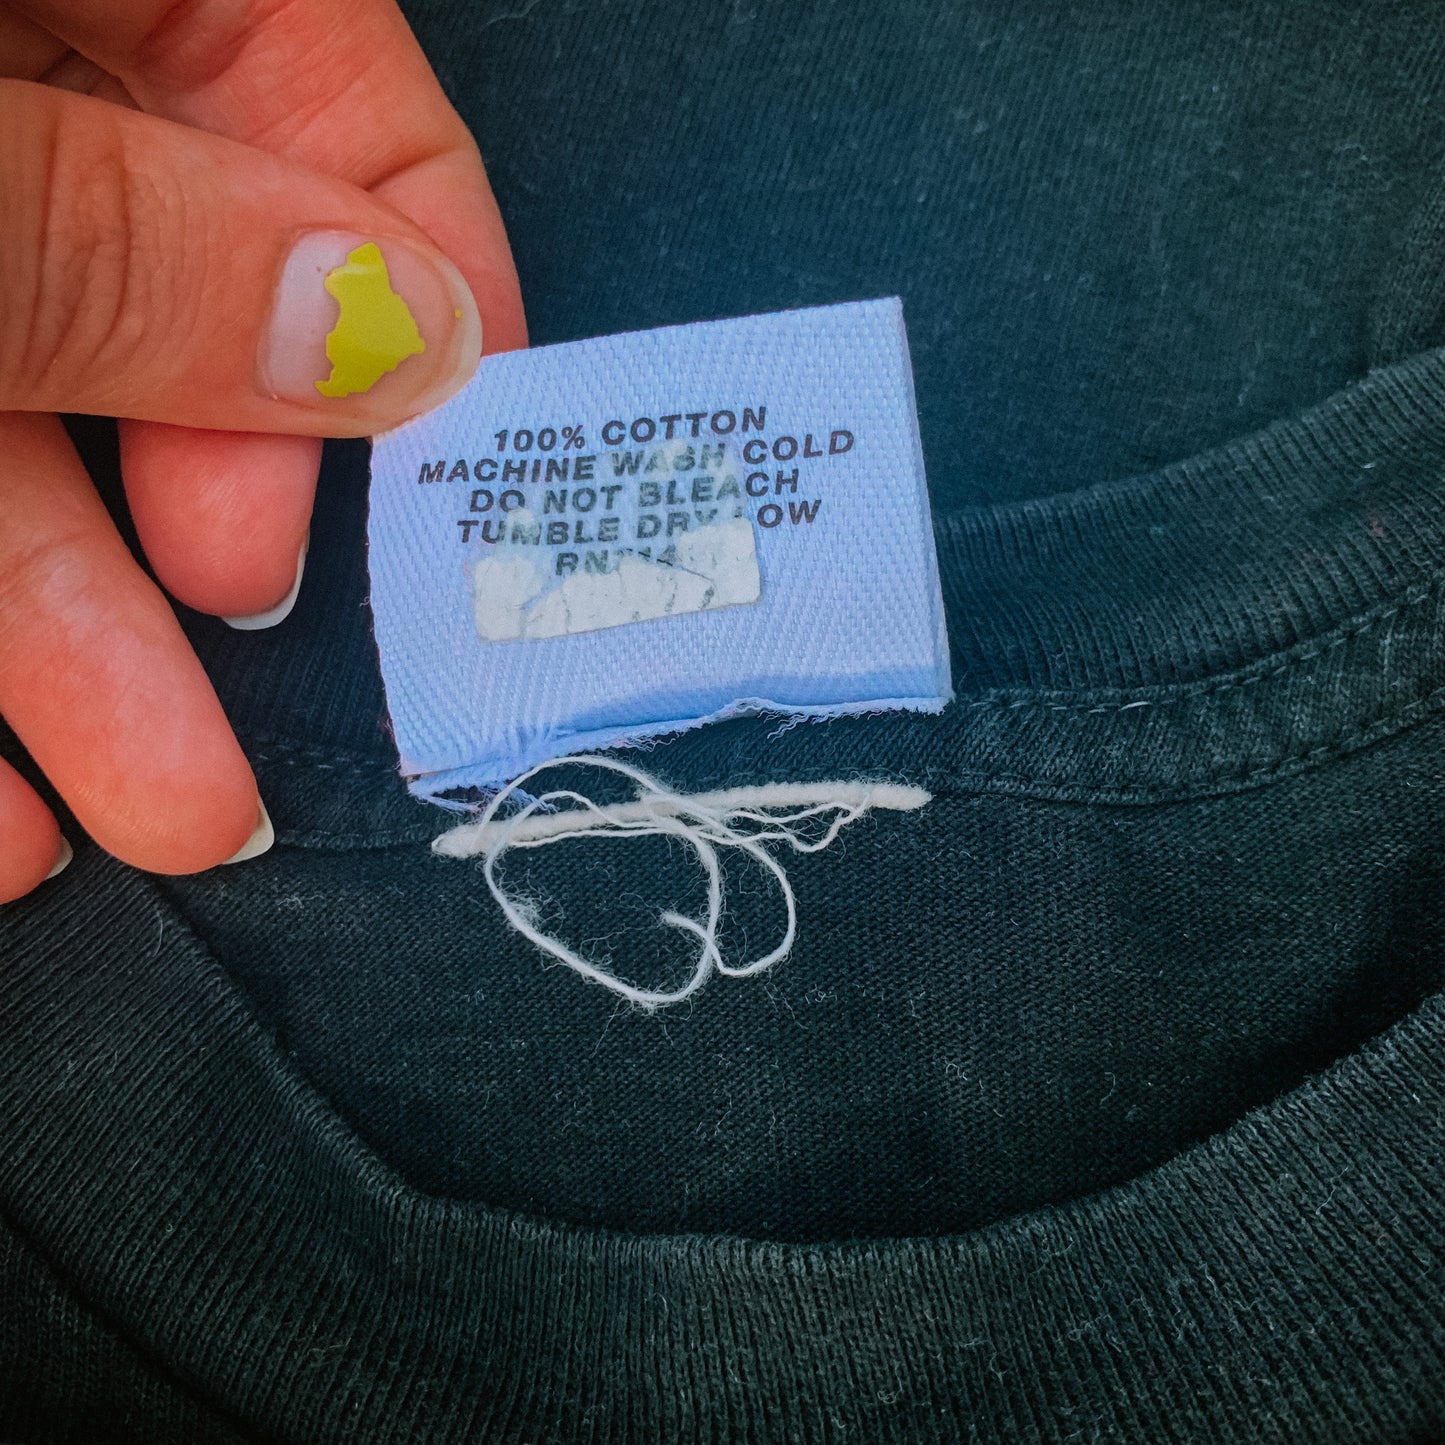 100% COTTON
MACHINE WASH COLD
DO NOT BLEACH
TUMBLE DRY LOW